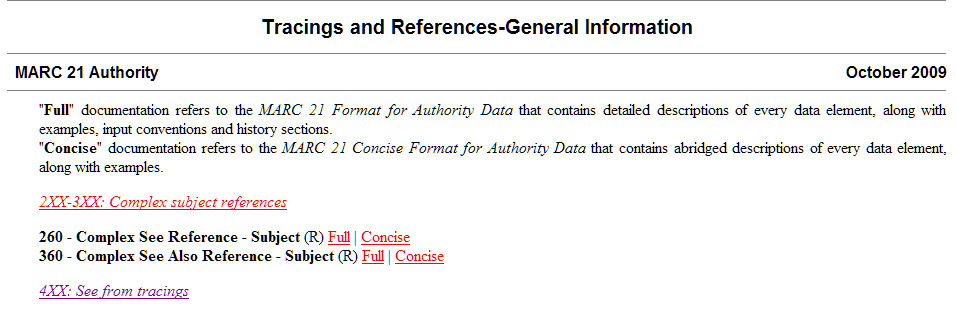 Tracings and References-General Information
MARC 21 Authority October 2009
"Full" documentation refers to the MARC 21 Format for Authority Data that contains detailed descriptions of every data element, along with
examples, input conventions and history sections.
"Concise" documentation refers to the MARC 21 Concise Format for Authority Data that contains abridged descriptions of every data element,
along with examples.
2XX-3XX: Complex subject references
260 - Complex See Reference - Subject (R) Full | Concise
360 - Complex See Also Reference - Subject (R) Full | Concise
4XX: See from tracings